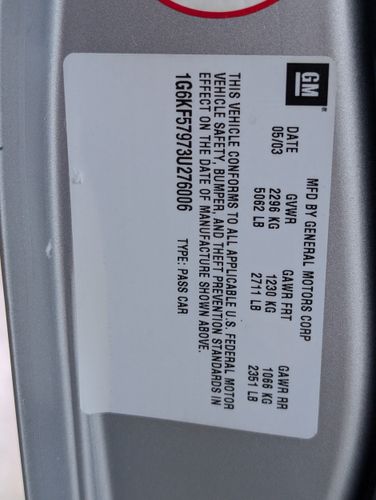 GM
MFD BY GENERAL MOTORS CORP
DATE GVWR GAWR FRT GAWR RR
05/03 2296 KG 1230 KG 1066 KG
5062 LB 2711 LB 2351 LB
THIS VEHICLE CONFORMS TO ALL APPLICABLE U.S. FEDERAL MOTOR
VEHICLE SAFETY, BUMPER, AND THEFT PREVENTION STANDARDS IN
EFFECT ON THE DATE OF MANUFACTURE SHOWN ABOVE.
1G6KF57973U276006 TYPE: PASS CAR